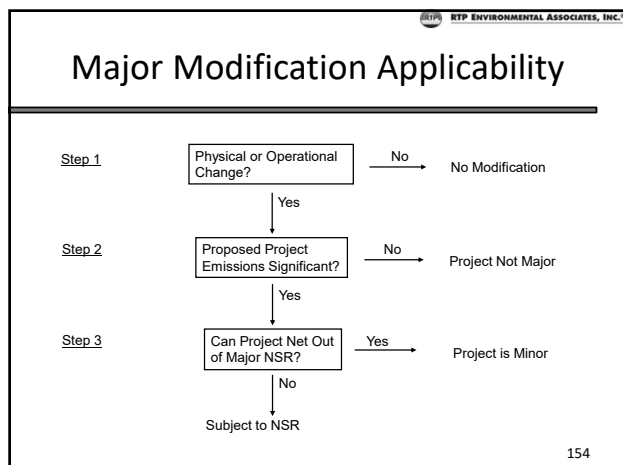 RTP
RTP ENVIRONMENTAL ASSOCIATES, INC.®
Major Modification Applicability
Step 1
Physical or Operational
Change?
No
No Modification
Yes
Step 2
Proposed Project
Emissions Significant?
No
Project Not Major
Yes
Step 3
Can Project Net Out
of Major NSR?
Yes
Project is Minor
No
Subject to NSR
154